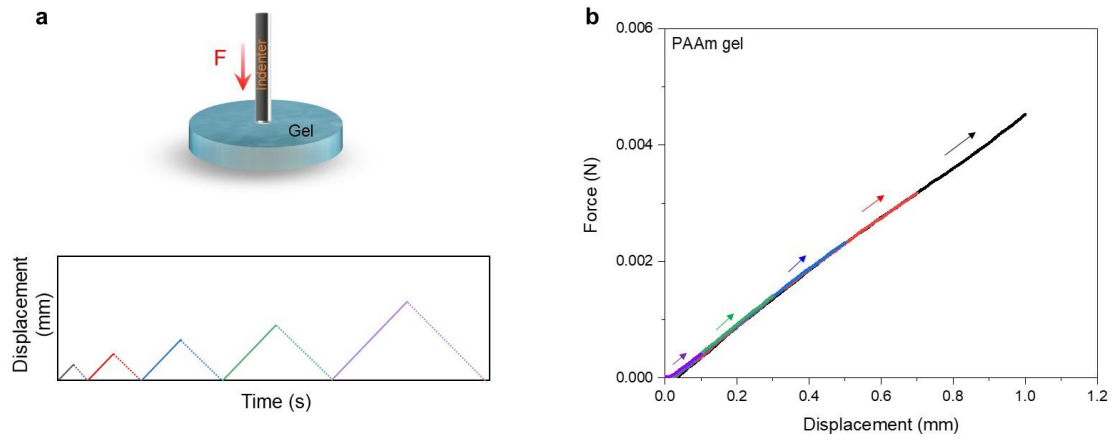 a
F
Indenter
Gel
Displacement
(mm)
Time (s)
b
PAAm gel
0.006
0.004
0.002
0.000
Force (N)
0.0 0.2 0.4 0.6 0.8 1.0 1.2
Displacement (mm)